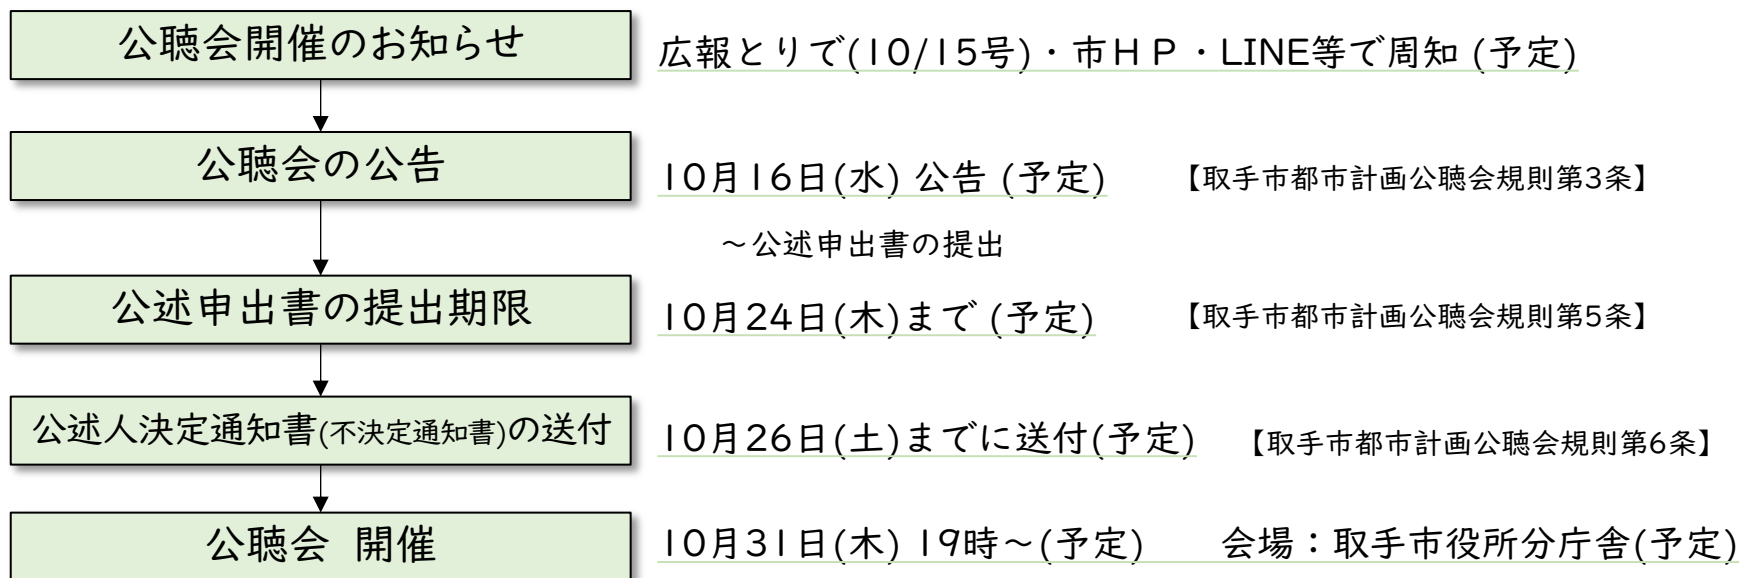 公聴会開催のお知らせ
広報とりで(10/15号)・市HP・LINE等で周知 (予定)
公聴会の公告
10月16日(水) 公告 (予定) 【取手市都市計画公聴会規則第3条】
～公述申出書の提出
公述申出書の提出期限
10月24日(木)まで (予定) 【取手市都市計画公聴会規則第5条】
公述人決定通知書(不決定通知書)の送付
10月26日(土)までに送付(予定) 【取手市都市計画公聴会規則第6条】
公聴会 開催
10月31日(木) 19時～(予定) 会場：取手市役所分庁舎(予定)